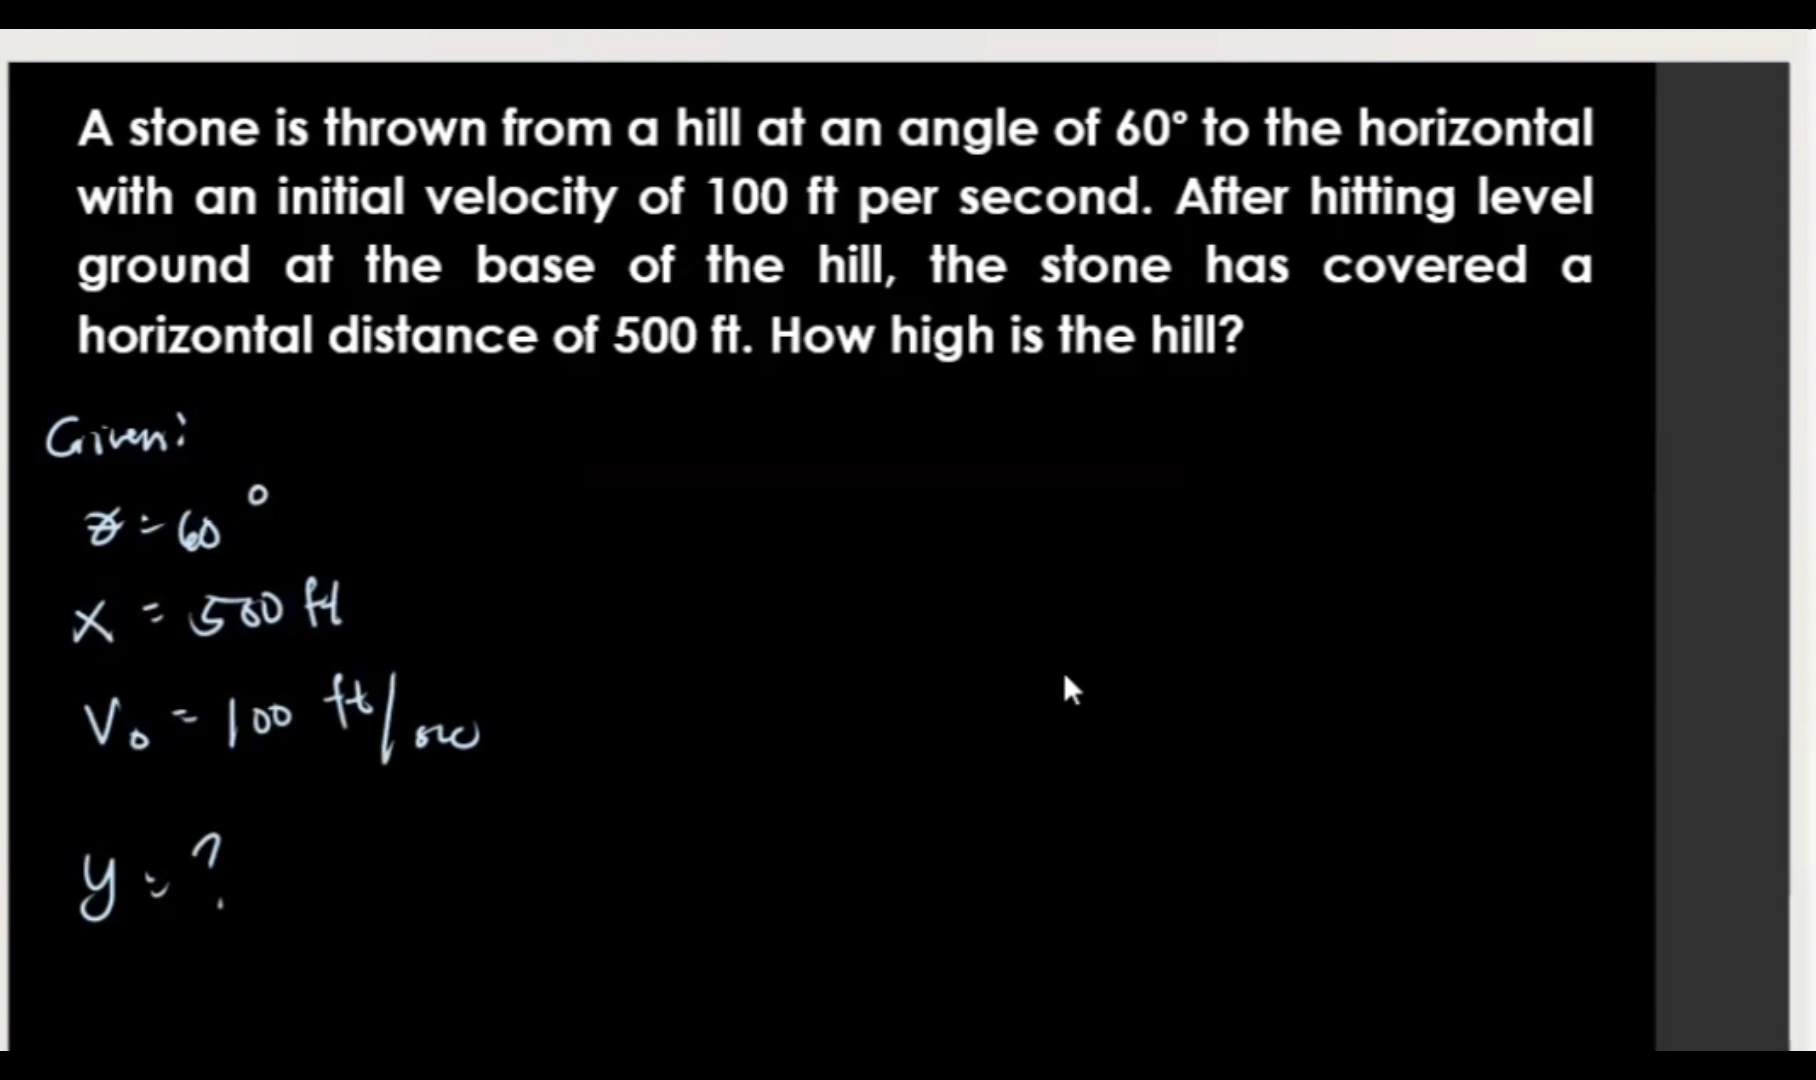 A stone is thrown from a hill at an angle of 60° to the horizontal
with an initial velocity of 100 ft per second. After hitting level
ground at the base of the hill, the stone has covered a
horizontal distance of 500 ft. How high is the hill?
Given:
θ = 60°
x = 500 ft
V₀ = 100 ft/sec
y = ?